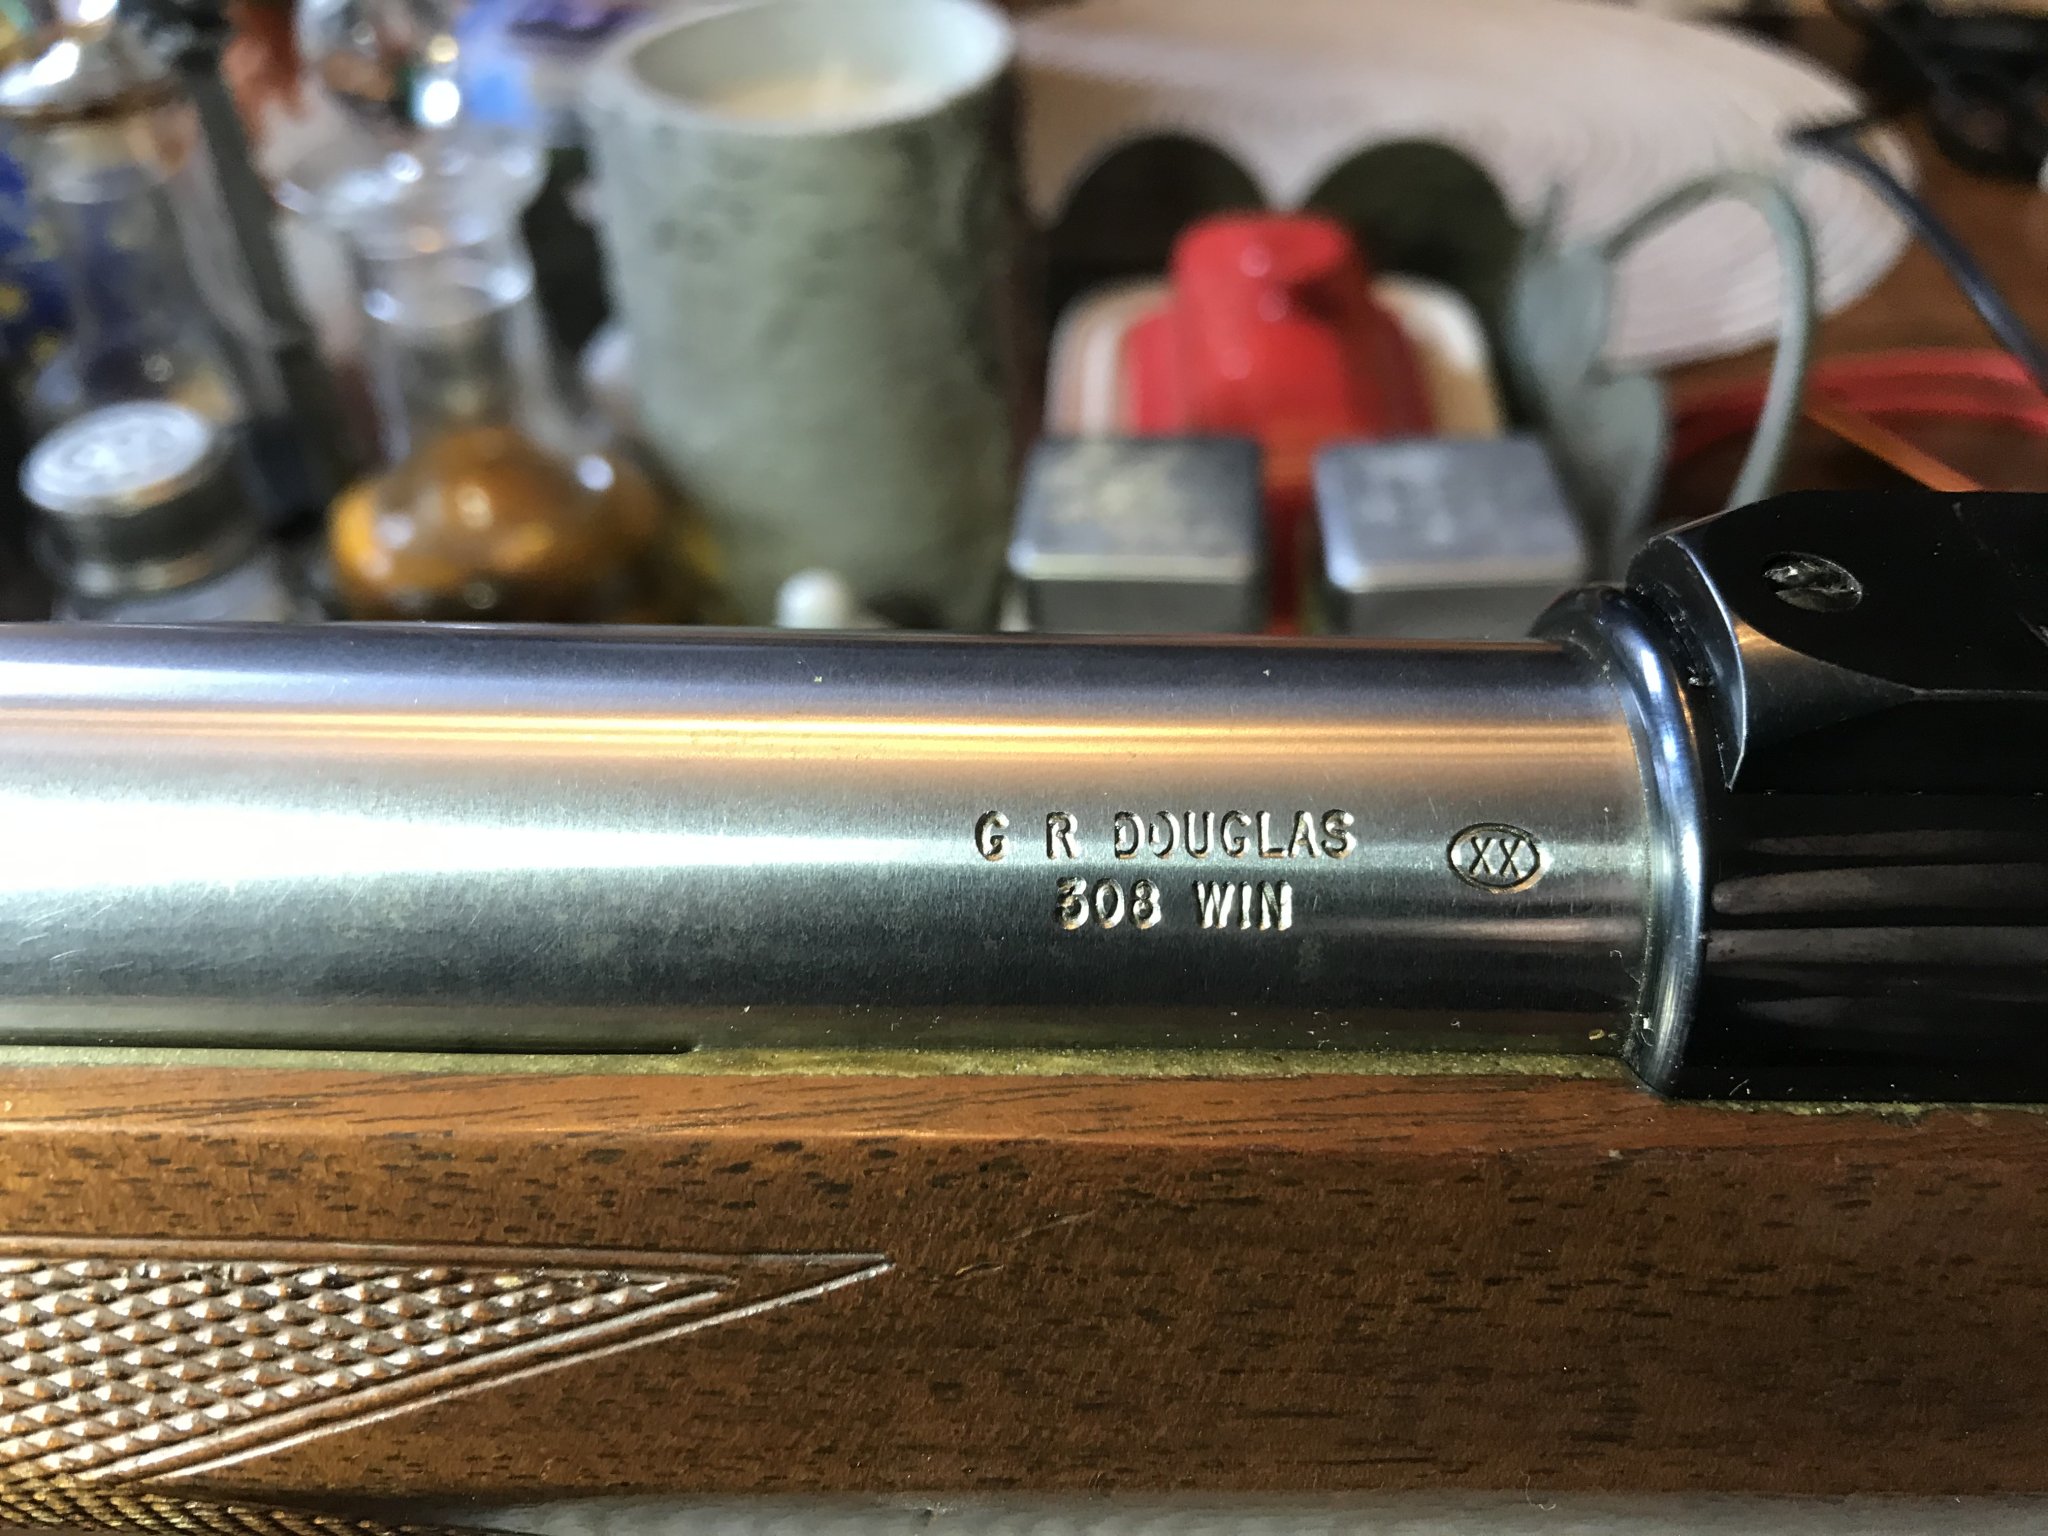 G R DOUGLAS
308 WIN
XX